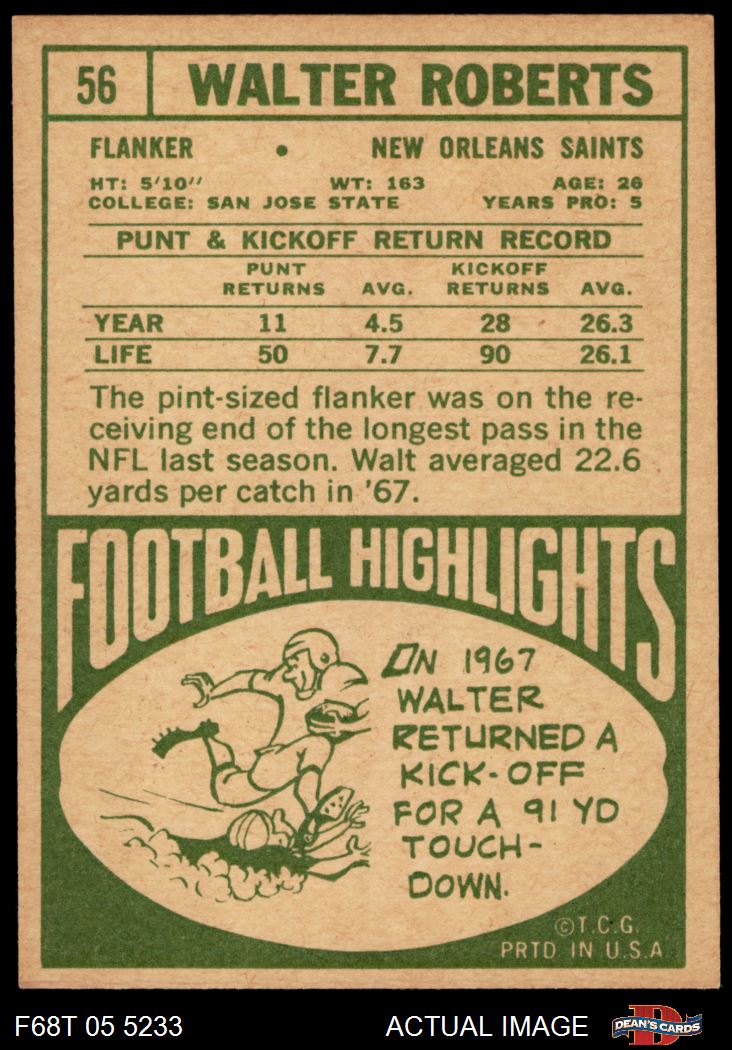 56 WALTER ROBERTS
FLANKER • NEW ORLEANS SAINTS
HT: 5'10" WT: 163 AGE: 26
COLLEGE: SAN JOSE STATE YEARS PRO: 5
PUNT & KICKOFF RETURN RECORD
PUNT KICKOFF
RETURNS AVG. RETURNS AVG.
YEAR 11 4.5 28 26.3
LIFE 50 7.7 90 26.1
The pint-sized flanker was on the re-
ceiving end of the longest pass in the
NFL last season. Walt averaged 22.6
yards per catch in '67.
FOOTBALL HIGHLIGHTS
ON 1967
WALTER
RETURNED A
KICK-OFF
FOR A 91 YD
TOUCH-
DOWN.
©T.C.G.
PRTD IN U.S.A
F68T 05 5233 ACTUAL IMAGE
D
DEAN'S CARDS